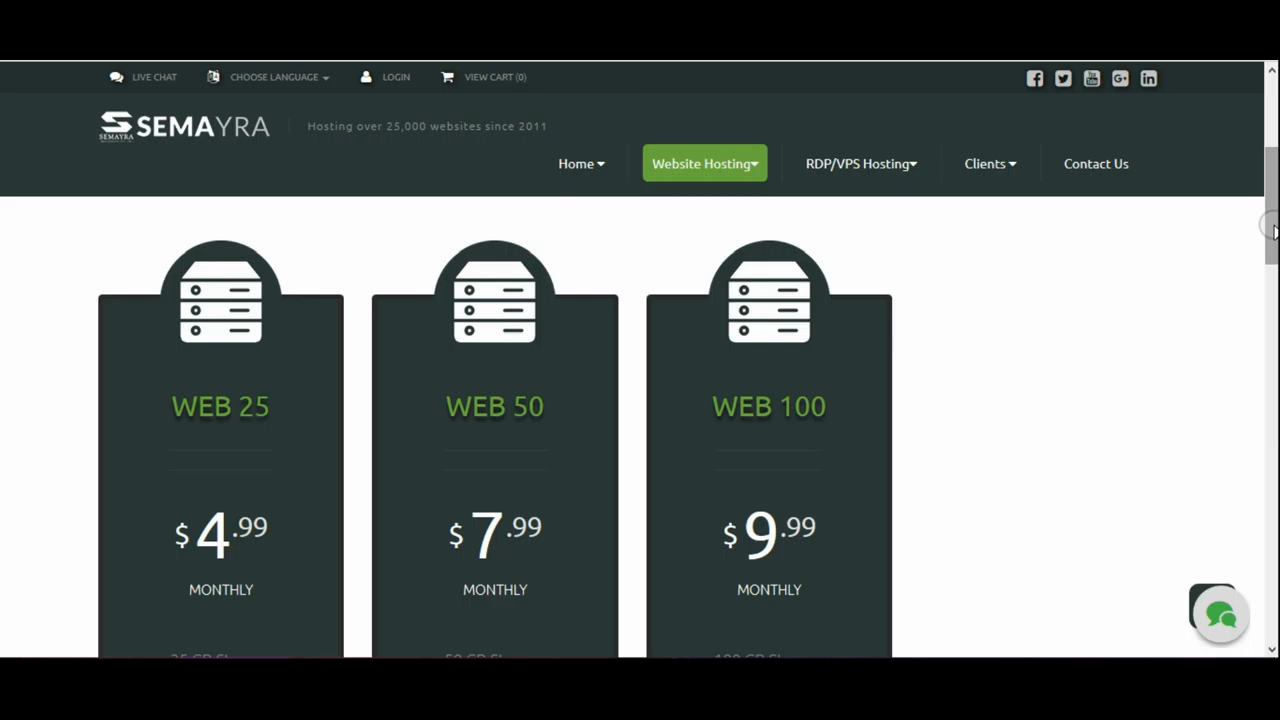 LIVE CHAT CHOOSE LANGUAGE LOGIN VIEW CART (0)
SEMAYRA Hosting over 25,000 websites since 2011
SEMAYRA
Home Website Hosting RDP/VPS Hosting Clients Contact Us
WEB 25 WEB 50 WEB 100
$4.99 $7.99 $9.99
MONTHLY MONTHLY MONTHLY